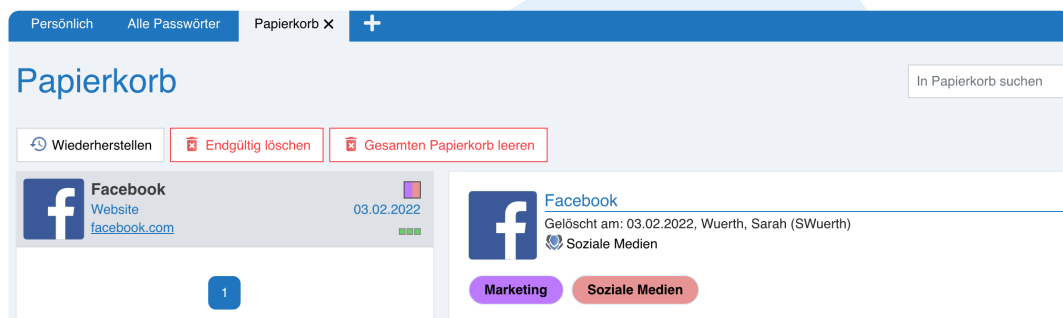 Persönlich Alle Passwörter Papierkorb
Papierkorb
In Papierkorb suchen
Wiederherstellen Endgültig löschen Gesamten Papierkorb leeren
Facebook
Website 03.02.2022
facebook.com
1
Facebook
Gelöscht am: 03.02.2022, Wuerth, Sarah (SWuerth)
Soziale Medien
Marketing Soziale Medien